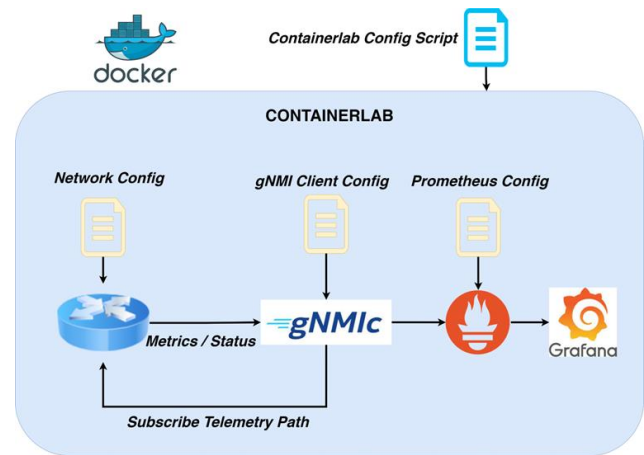 Containerlab Config Script
docker
CONTAINERLAB
Network Config
gNMI Client Config
Prometheus Config
gNMIc
Metrics / Status
Grafana
Subscribe Telemetry Path